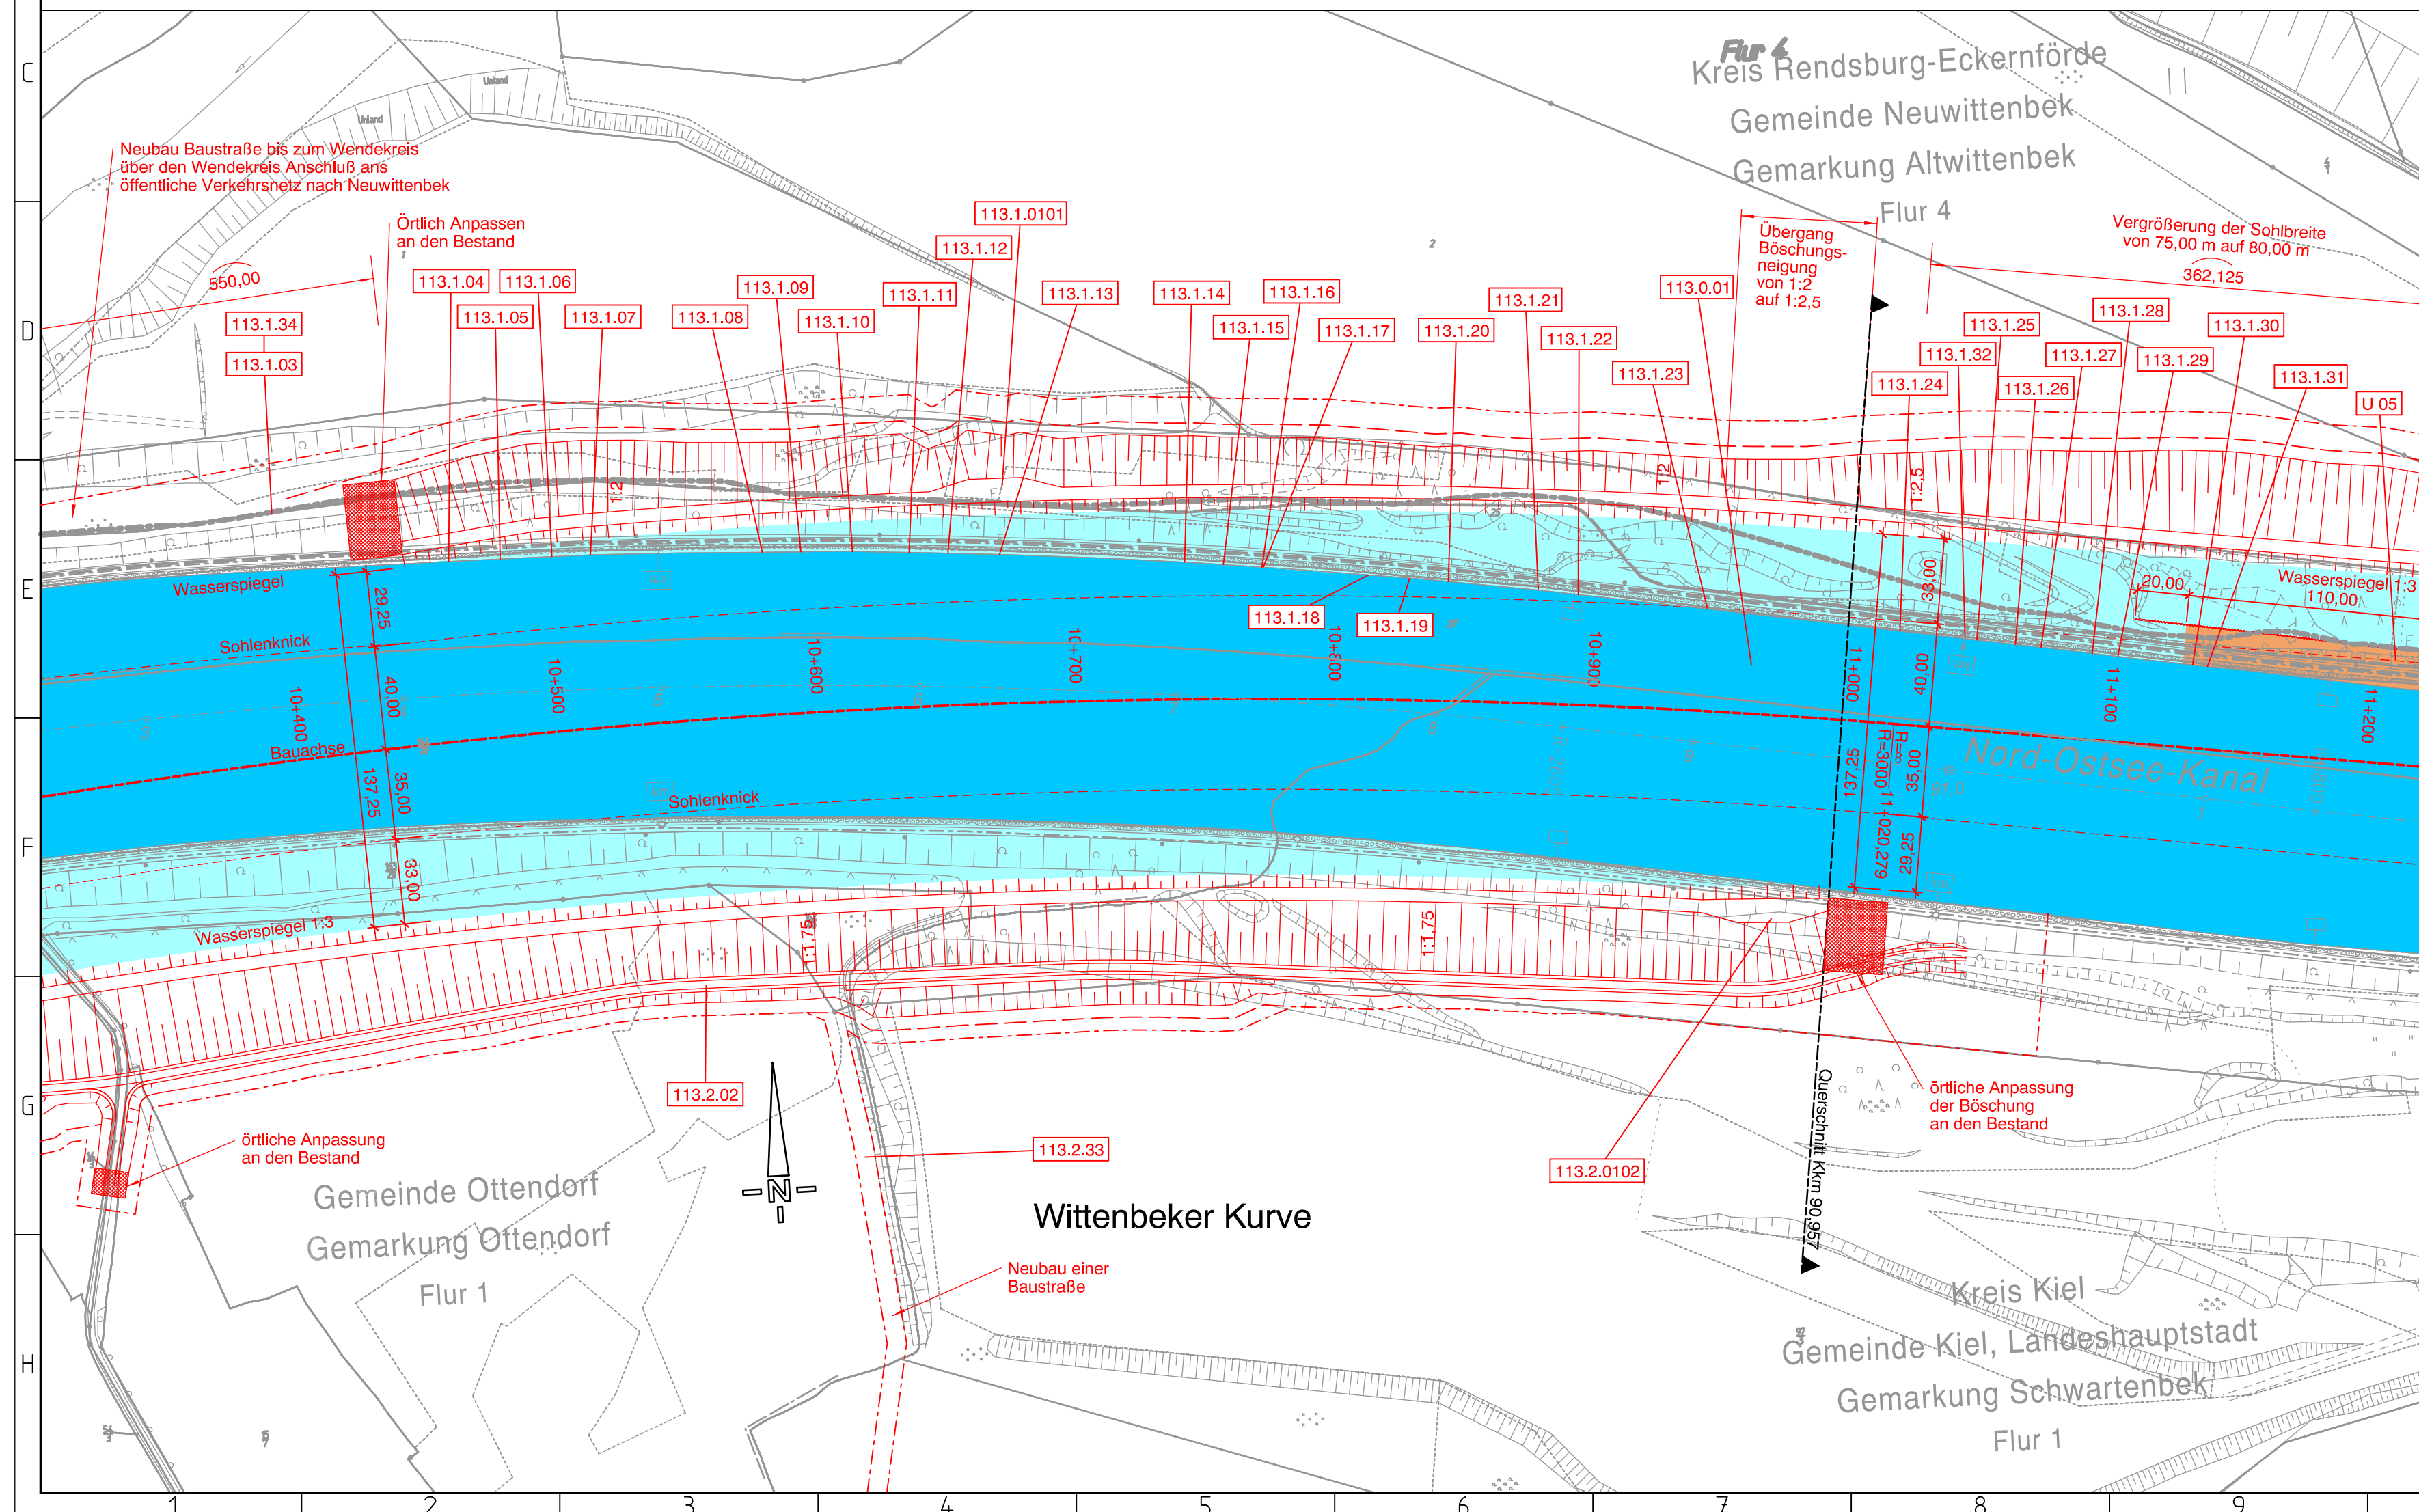 C
D
E
F
G
H
1
2
3
4
5
6
7
8
9
Flur 4
Kreis Rendsburg-Eckernförde
Gemeinde Neuwittenbek
Gemarkung Altwittenbek
Flur 4
Unland
Unland
Neubau Baustraße bis zum Wendekreis
über den Wendekreis Anschluß ans
öffentliche Verkehrsnetz nach Neuwittenbek
Örtlich Anpassen
an den Bestand
1
2
550,00
113.1.34
113.1.03
113.1.04
113.1.05
113.1.06
113.1.07
113.1.08
113.1.09
113.1.10
113.1.11
113.1.12
113.1.0101
113.1.13
113.1.14
113.1.15
113.1.16
113.1.17
113.1.20
113.1.21
113.1.22
113.1.23
113.0.01
Übergang
Böschungs-
neigung
von 1:2
auf 1:2,5
Vergrößerung der Sohlbreite
von 75,00 m auf 80,00 m
362,125
113.1.24
113.1.32
113.1.25
113.1.26
113.1.27
113.1.28
113.1.29
113.1.30
113.1.31
U 05
1:2
1:2
1:2,5
113.1.18
113.1.19
Wasserspiegel
Sohlenknick
Bauachse
Sohlenknick
Wasserspiegel 1:3
Wasserspiegel 1:3
20,00
110,00
29,25
40,00
35,00
33,00
137,25
10+400
10+500
10+600
10+700
10+800
10+900
11+000
11+100
11+200
33,00
40,00
35,00
29,25
137,25
R=∞
R=3000
11+020,279
Nord-Ostsee-Kanal
91,0
1:1,75
1:1,75
113.2.02
113.2.33
113.2.0102
örtliche Anpassung
an den Bestand
örtliche Anpassung
der Böschung
an den Bestand
Querschnitt Kkm 90,957
Gemeinde Ottendorf
Gemarkung Ottendorf
Flur 1
N
Wittenbeker Kurve
Neubau einer
Baustraße
Kreis Kiel
Gemeinde Kiel, Landeshauptstadt
Gemarkung Schwartenbek
Flur 1